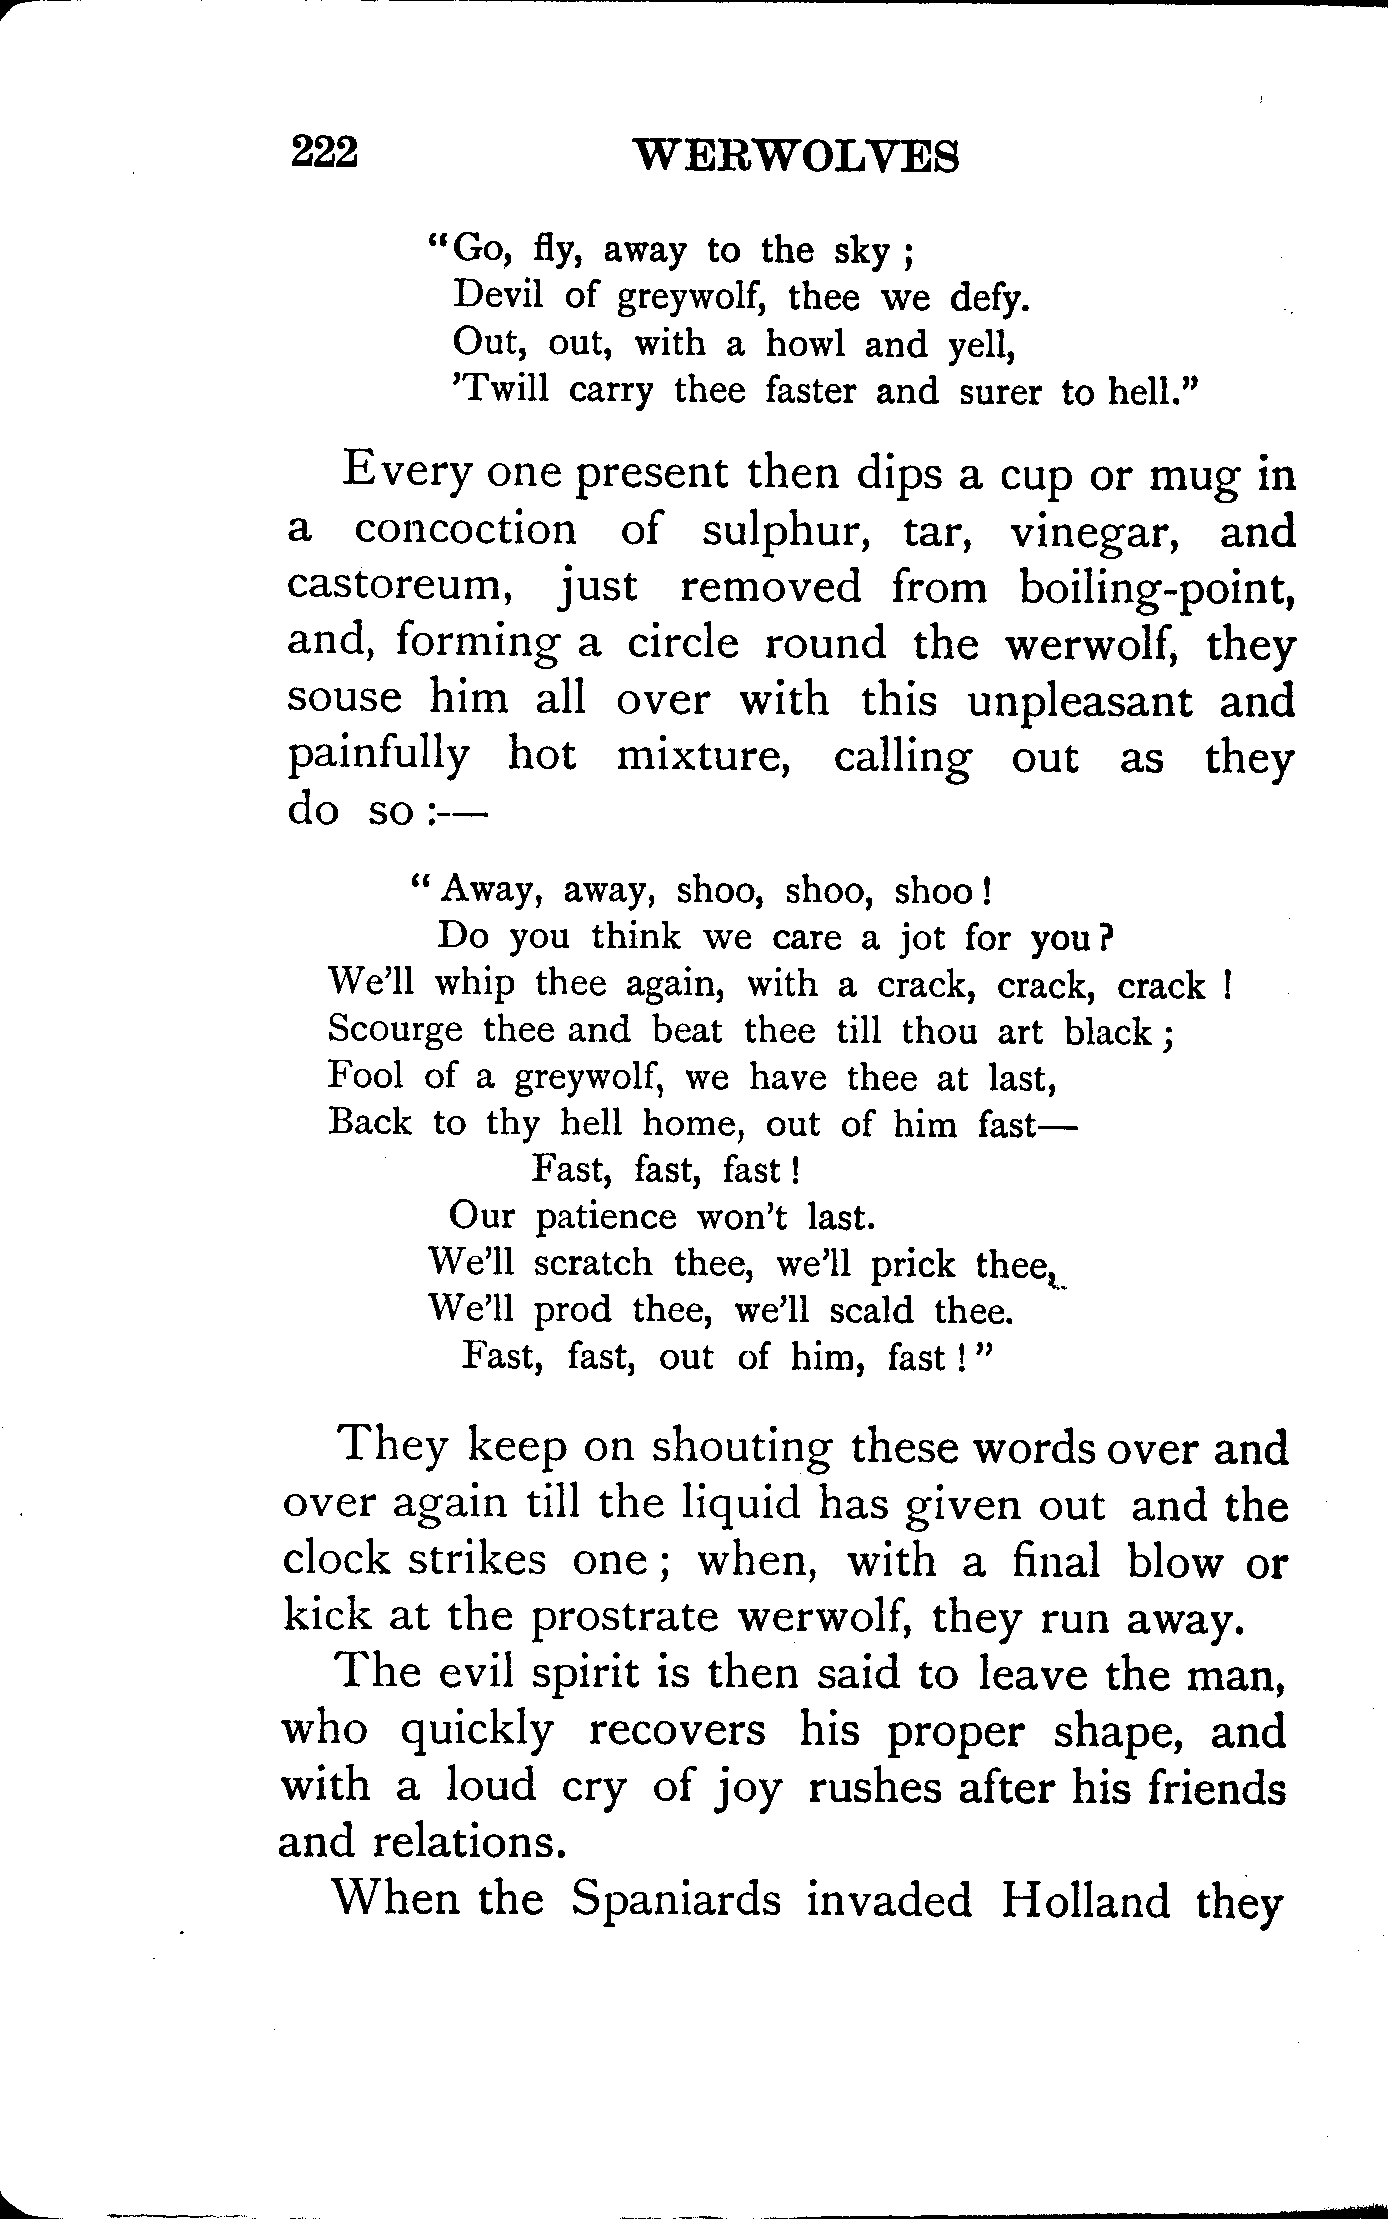 222 WERWOLVES
"Go, fly, away to the sky ;
Devil of greywolf, thee we defy.
Out, out, with a howl and yell,
'Twill carry thee faster and surer to hell."
Every one present then dips a cup or mug in
a concoction of sulphur, tar, vinegar, and
castoreum, just removed from boiling-point,
and, forming a circle round the werwolf, they
souse him all over with this unpleasant and
painfully hot mixture, calling out as they
do so :—
" Away, away, shoo, shoo, shoo !
Do you think we care a jot for you ?
We'll whip thee again, with a crack, crack, crack !
Scourge thee and beat thee till thou art black ;
Fool of a greywolf, we have thee at last,
Back to thy hell home, out of him fast—
Fast, fast, fast !
Our patience won't last.
We'll scratch thee, we'll prick thee,
We'll prod thee, we'll scald thee.
Fast, fast, out of him, fast ! "
They keep on shouting these words over and
over again till the liquid has given out and the
clock strikes one ; when, with a final blow or
kick at the prostrate werwolf, they run away.
The evil spirit is then said to leave the man,
who quickly recovers his proper shape, and
with a loud cry of joy rushes after his friends
and relations.
When the Spaniards invaded Holland they